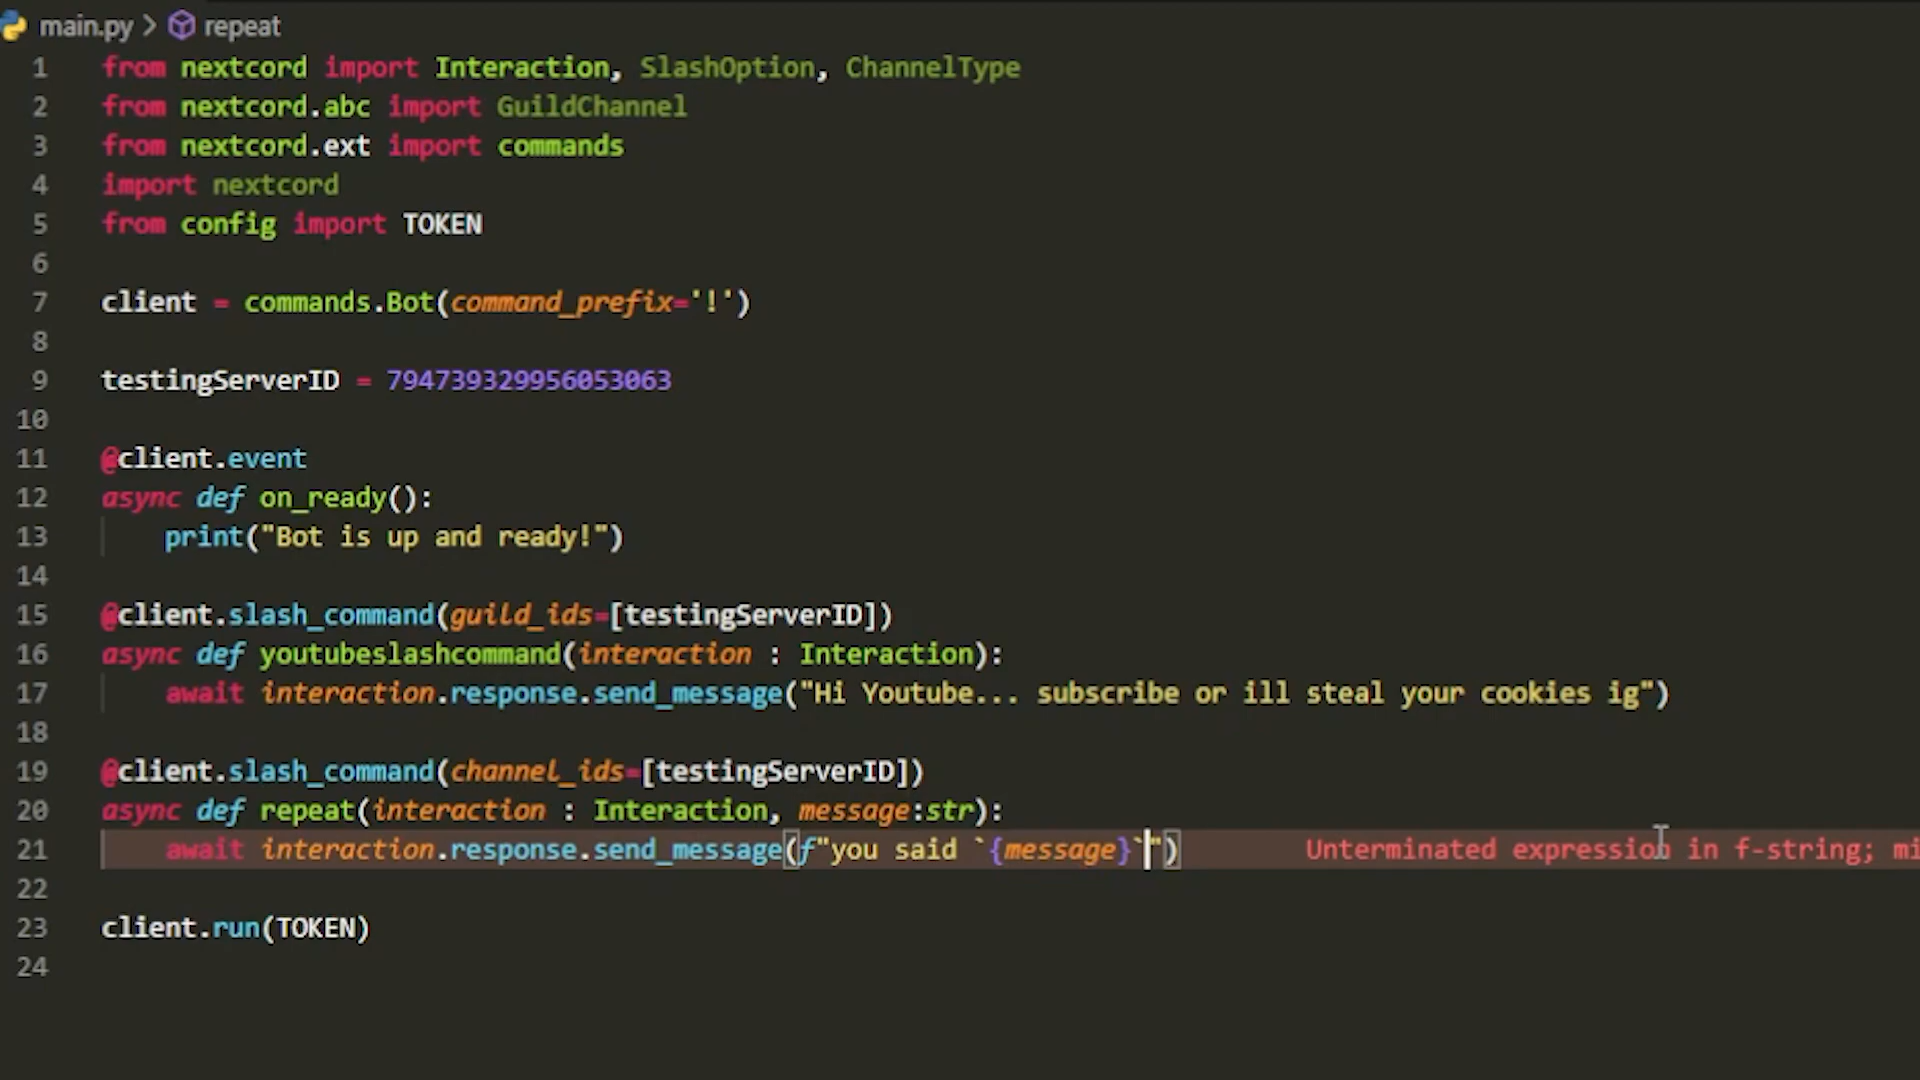 main.py > repeat
1 from nextcord import Interaction, SlashOption, ChannelType
2 from nextcord.abc import GuildChannel
3 from nextcord.ext import commands
4 import nextcord
5 from config import TOKEN
6
7 client = commands.Bot(command_prefix='!')
8
9 testingServerID = 794739329956053063
10
11 @client.event
12 async def on_ready():
13     print("Bot is up and ready!")
14
15 @client.slash_command(guild_ids=[testingServerID])
16 async def youtubeslashcommand(interaction : Interaction):
17     await interaction.response.send_message("Hi Youtube... subscribe or ill steal your cookies ig")
18
19 @client.slash_command(channel_ids=[testingServerID])
20 async def repeat(interaction : Interaction, message:str):
21     await interaction.response.send_message(f"you said `{message}`") Unterminated expression in f-string; mi
22
23 client.run(TOKEN)
24